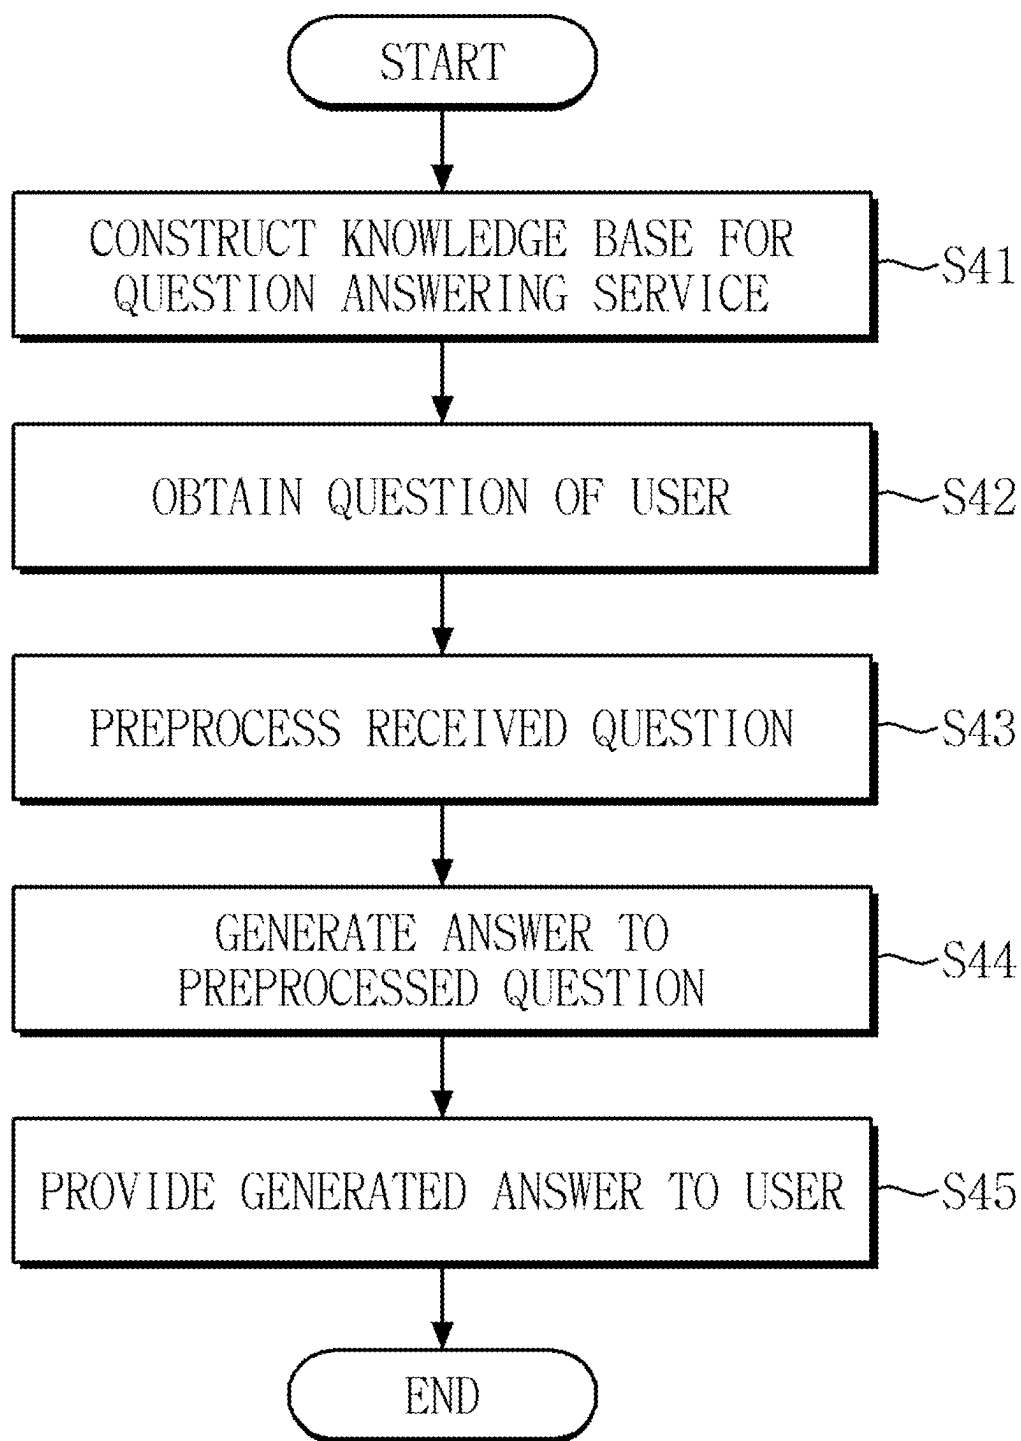 START
CONSTRUCT KNOWLEDGE BASE FOR
QUESTION ANSWERING SERVICE
S41
OBTAIN QUESTION OF USER
S42
PREPROCESS RECEIVED QUESTION
S43
GENERATE ANSWER TO
PREPROCESSED QUESTION
S44
PROVIDE GENERATED ANSWER TO USER
S45
END